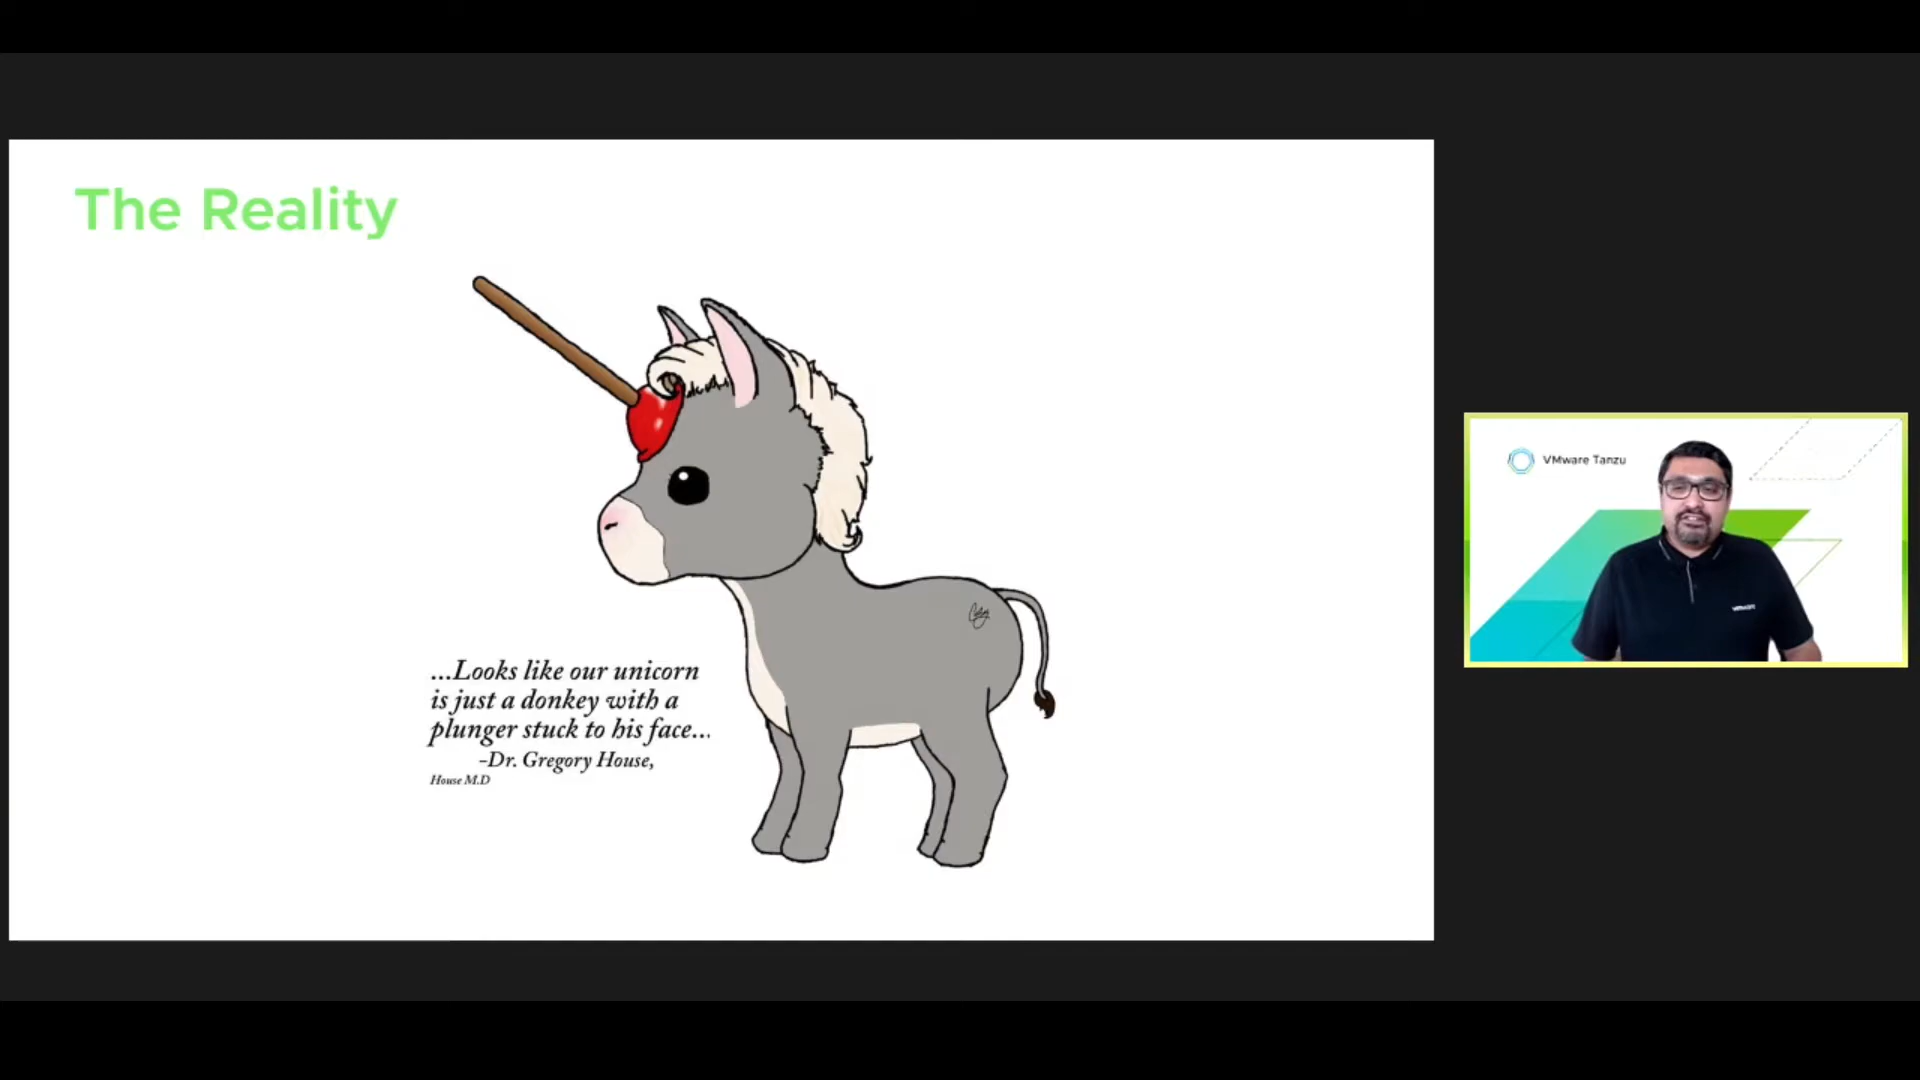 The Reality
...Looks like our unicorn
is just a donkey with a
plunger stuck to his face...
-Dr. Gregory House,
House M.D
VMware Tanzu
vmware